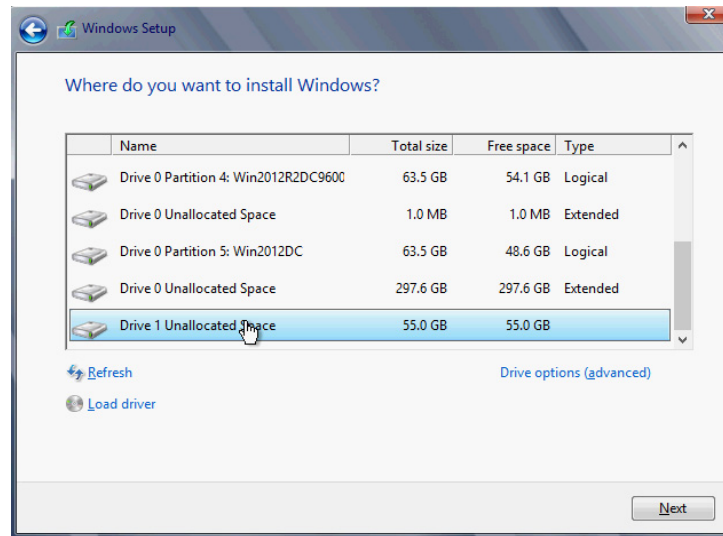 Windows Setup
Where do you want to install Windows?
Name Total size Free space Type
Drive 0 Partition 4: Win2012R2DC9600 63.5 GB 54.1 GB Logical
Drive 0 Unallocated Space 1.0 MB 1.0 MB Extended
Drive 0 Partition 5: Win2012DC 63.5 GB 48.6 GB Logical
Drive 0 Unallocated Space 297.6 GB 297.6 GB Extended
Drive 1 Unallocated Space 55.0 GB 55.0 GB
Refresh Drive options (advanced)
Load driver
Next